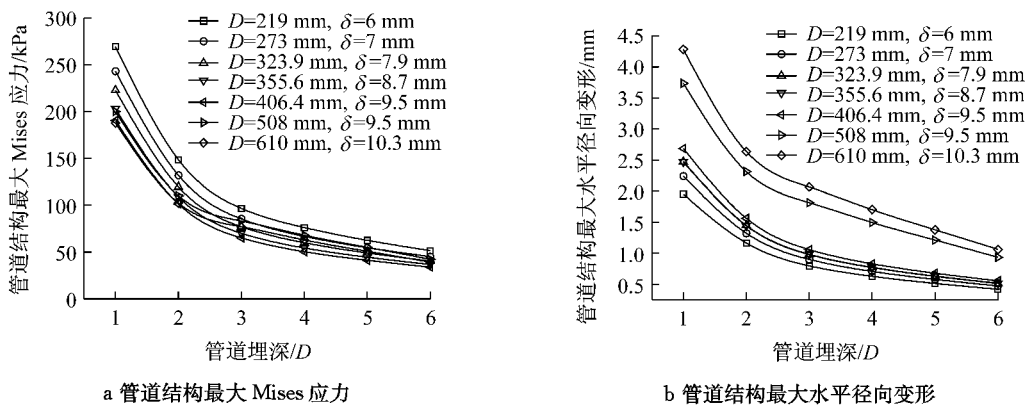 管道结构最大 Mises 应力/kPa
300
250
200
150
100
50
0
D=219 mm, δ=6 mm
D=273 mm, δ=7 mm
D=323.9 mm, δ=7.9 mm
D=355.6 mm, δ=8.7 mm
D=406.4 mm, δ=9.5 mm
D=508 mm, δ=9.5 mm
D=610 mm, δ=10.3 mm
1 2 3 4 5 6
管道埋深/D
a 管道结构最大 Mises 应力
管道结构最大水平径向变形/mm
4.5
4.0
3.5
3.0
2.5
2.0
1.5
1.0
0.5
D=219 mm, δ=6 mm
D=273 mm, δ=7 mm
D=323.9 mm, δ=7.9 mm
D=355.6 mm, δ=8.7 mm
D=406.4 mm, δ=9.5 mm
D=508 mm, δ=9.5 mm
D=610 mm, δ=10.3 mm
1 2 3 4 5 6
管道埋深/D
b 管道结构最大水平径向变形